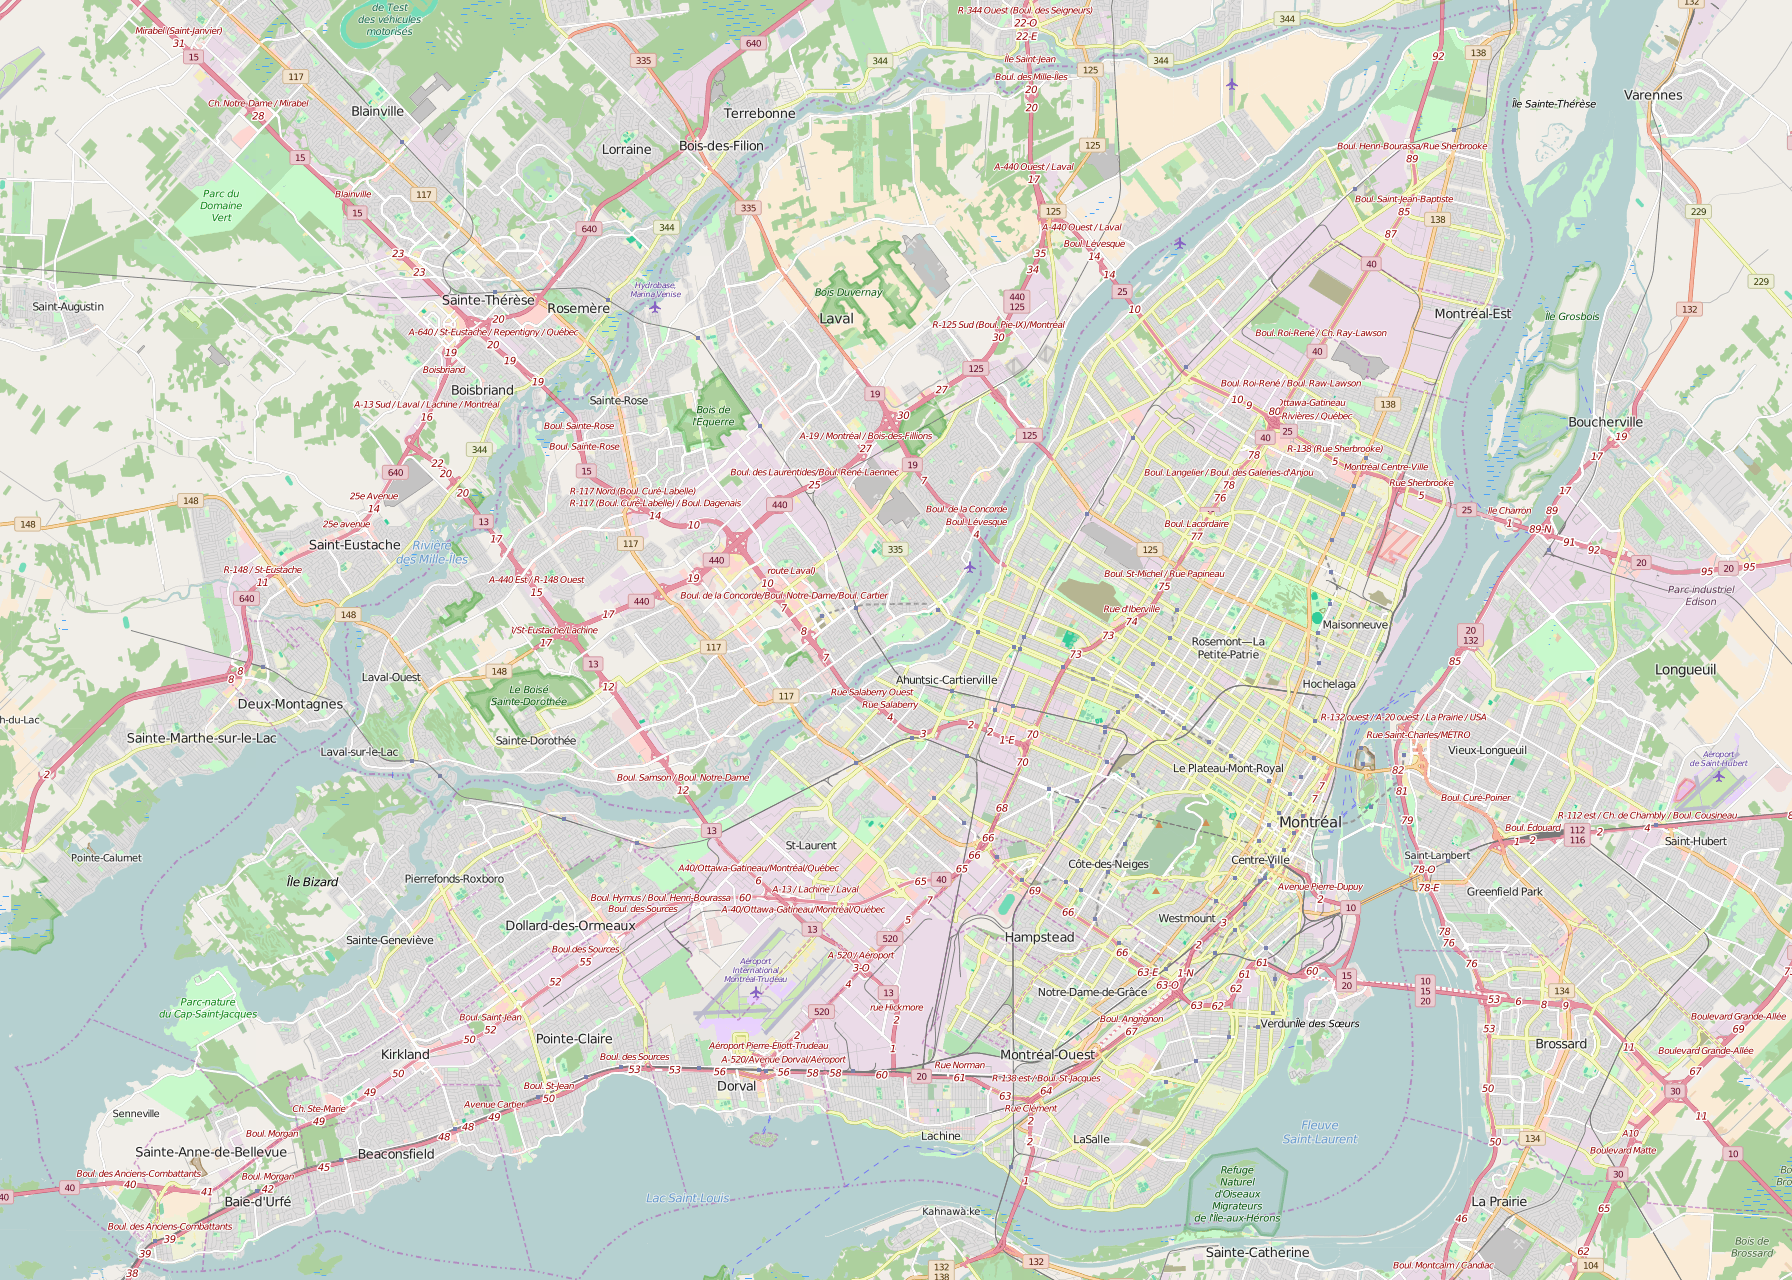 de Test
des véhicules
motorisés
R 344 Ouest (Boul. des Seigneurs)
22-O
22-E
132
344
138
Mirabel (Saint-Janvier)
31
15
640
335
344
Île Saint-Jean
344
92
125
117
Boul. des Mille-Îles
20
20
Ch. Notre-Dame / Mirabel
28
Blainville
Terrebonne
Île Sainte-Thérèse
Varennes
Lorraine
Bois-des-Filion
125
Boul. Henri-Bourassa/Rue Sherbrooke
89
15
A-440 Ouest / Laval
17
Parc du
Domaine
Vert
Blainville
117
15
335
125
Boul. Saint-Jean-Baptiste
85
138
229
640
344
A-440 Ouest / Laval
Boul. Lévesque
14
87
23
23
35
34
14
40
229
Hydrobase,
Marina Venise
Bois Duvernay
25
10
440
125
Saint-Augustin
Sainte-Thérèse
Rosemère
Laval
Montréal-Est
Île Grosbois
132
20
A-640 / St-Eustache / Repentigny / Québec
20
19
19
R-125 Sud (Boul. Pie-IX)/Montréal
30
Boul. Roi-René / Ch. Ray-Lawson
40
Boisbriand
19
125
Boisbriand
Sainte-Rose
19
27
Boul. Roi-René / Boul. Raw-Lawson
10
9
A-13 Sud / Laval / Lachine / Montréal
16
Bois de
l'Équerre
30
Ottawa-Gatineau
80
Rivières / Québec
138
Boul. Sainte-Rose
Boul. Sainte-Rose
A-19 / Montréal / Bois-des-Fillions
27
125
40
25
Boucherville
19
344
22
20
20
640
15
Boul. des Laurentides/Boul. René-Laennec
25
19
7
78
R-138 (Rue Sherbrooke)
5
Montréal Centre-Ville
17
Boul. Langelier / Boul. des Galeries-d'Anjou
78
76
Rue Sherbrooke
5
17
25e Avenue
14
R-117 Nord (Boul. Curé-Labelle)
R-117 (Boul. Curé-Labelle) / Boul. Dagenais
14
10
440
148
148
25e avenue
13
17
Boul. de la Concorde
Boul. Lévesque
4
Boul. Lacordaire
77
25
Île Charron
1
89
89-N
91
92
Saint-Eustache
Rivière
des Mille-Îles
117
440
335
125
20
95
20
95
R-148 / St-Eustache
11
A-440 Est / R-148 Ouest
15
19
route Laval)
10
Boul. St-Michel / Rue Papineau
75
Parc industriel
Edison
640
148
17
440
Boul. de la Concorde/Boul. Notre-Dame/Boul. Cartier
7
Rue d'Iberville
74
73
Maisonneuve
20
132
l/St-Eustache/Lachine
17
8
117
7
Rosemont—La
Petite-Patrie
73
85
Longueuil
8
8
Laval-Ouest
148
13
12
Le Boisé
Sainte-Dorothée
Ahuntsic-Cartierville
Hochelaga
Deux-Montagnes
117
Rue Salaberry Ouest
Rue Salaberry
4
h-du-Lac
3
2
2
1-E
70
R-132 ouest / A-20 ouest / La Prairie / USA
Rue Saint-Charles/MÉTRO
Sainte-Marthe-sur-le-Lac
Sainte-Dorothée
Laval-sur-le-Lac
Vieux-Longueuil
Aéroport
de Saint-Hubert
2
Boul. Samson / Boul. Notre-Dame
12
70
Le Plateau-Mont-Royal
82
81
7
7
Boul. Curé-Poirier
68
79
Montréal
R-112 est / Ch. de Chambly / Boul. Cousineau
4
13
66
66
Boul. Édouard
1
2
112
116
2
Saint-Hubert
Pointe-Calumet
St-Laurent
Centre-Ville
Saint-Lambert
Côte-des-Neiges
65
78-O
78-E
Île Bizard
Pierrefonds-Roxboro
A40/Ottawa-Gatineau/Montréal/Québec
6
65
40
69
Avenue Pierre-Dupuy
2
Greenfield Park
A-13 / Lachine / Laval
Boul. Hymus / Boul. Henri-Bourassa
60
Boul. des Sources
7
A-40/Ottawa-Gatineau/Montréal/Québec
66
10
Westmount
Dollard-des-Ormeaux
5
3
13
520
Sainte-Geneviève
Hampstead
2
78
76
Boul.des Sources
55
A-520/ Aéroport
3-O
66
Aéroport
International
Montréal-Trudeau
52
63-E
63-O
1-N
61
61
60
76
15
20
10
15
20
4
13
Notre-Dame-de-Grâce
62
53
6
8
134
9
Parc-nature
du Cap-Saint-Jacques
Boul. Saint-Jean
52
520
rue Hickmore
2
63
62
Boul. Angrignon
67
Verdun
Île des Sœurs
53
Boulevard Grande-Allée
69
Pointe-Claire
50
2
1
Aéroport Pierre-Éliott-Trudeau
A-520/Avenue Dorval/Aéroport
Kirkland
Boul. des Sources
53
53
56
56
58
58
60
20
Rue Norman
61
Montréal-Ouest
Brossard
11
Boulevard Grande-Allée
67
50
49
Boul. St-Jean
50
Dorval
R-138 est / Boul. St-Jacques
64
63
50
30
11
Senneville
Ch. Ste-Marie
49
Avenue Cartier
49
48
48
Rue Clément
2
2
Boul. Morgan
Lachine
LaSalle
Fleuve
Saint-Laurent
50
134
A10
Boulevard Matte
10
Sainte-Anne-de-Bellevue
Beaconsfield
Boul. des Anciens-Combattants
40
40
40
41
Boul. Morgan
42
45
Refuge
Naturel
d'Oiseaux
Migrateurs
de l'Île-aux-Hérons
30
Baie-d'Urfé
Lac Saint-Louis
1
La Prairie
46
65
Boul. des Anciens-Combattants
39
39
38
Kahnawà:ke
Sainte-Catherine
132
138
132
Boul. Montcalm / Candiac
62
104
Bois de
Brossard